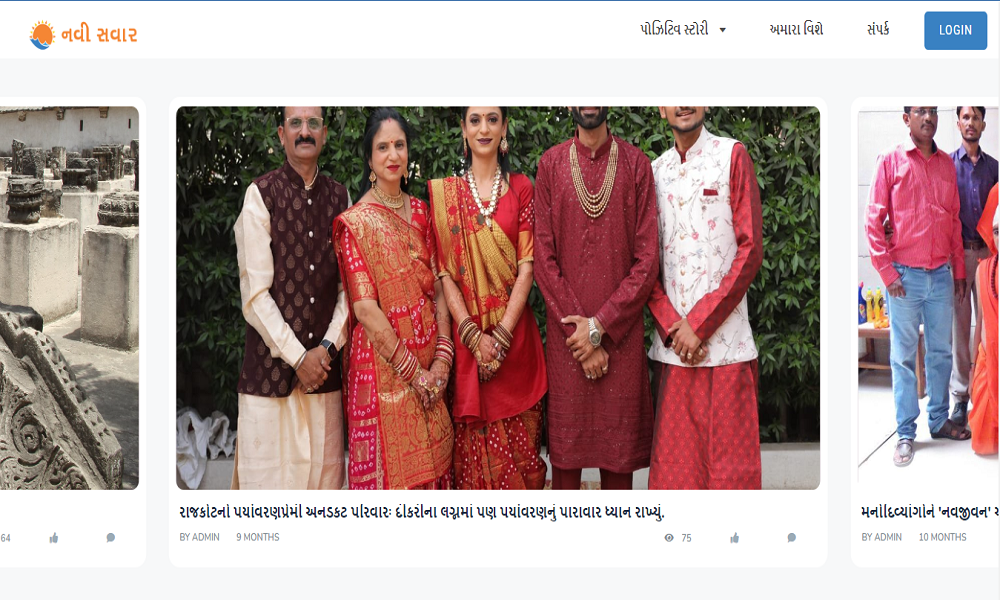 નવી સવાર
પોઝિટિવ સ્ટોરી
અમારા વિશે
સંપર્ક
LOGIN
રાજકોટનો પર્યાવરણપ્રેમી અનડકટ પરિવારઃ દીકરીના લગ્નમાં પણ પર્યાવરણનું પારાવાર ધ્યાન રાખ્યું.
મનોદિવ્યાંગોને 'નવજીવન'
64
BY ADMIN 9 MONTHS 75
BY ADMIN 10 MONTHS